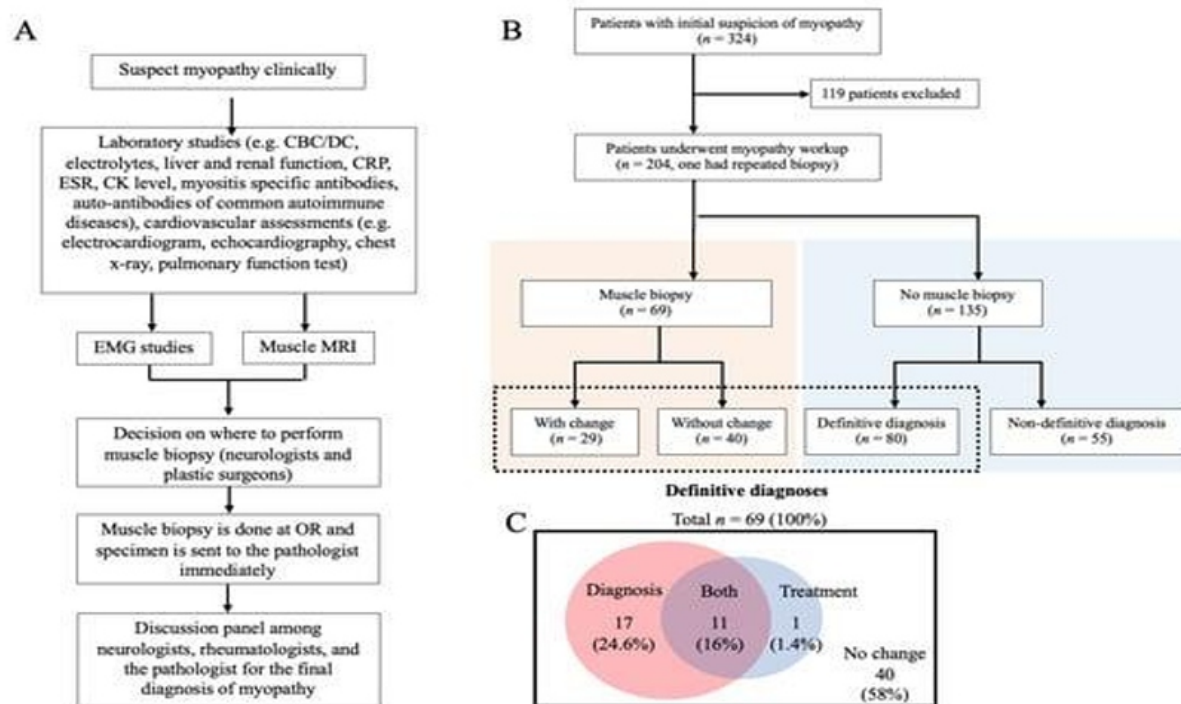 A
Suspect myopathy clinically
Laboratory studies (e.g. CBC/DC,
electrolytes, liver and renal function, CRP,
ESR, CK level, myositis specific antibodies,
auto-antibodies of common autoimmune
diseases), cardiovascular assessments (e.g.
electrocardiogram, echocardiography, chest
x-ray, pulmonary function test)
EMG studies
Muscle MRI
Decision on where to perform
muscle biopsy (neurologists and
plastic surgeons)
Muscle biopsy is done at OR and
specimen is sent to the pathologist
immediately
Discussion panel among
neurologists, rheumatologists, and
the pathologist for the final
diagnosis of myopathy
B
Patients with initial suspicion of myopathy
(n = 324)
119 patients excluded
Patients underwent myopathy workup
(n = 204, one had repeated biopsy)
Muscle biopsy
(n = 69)
No muscle biopsy
(n = 135)
With change
(n = 29)
Without change
(n = 40)
Definitive diagnosis
(n = 80)
Non-definitive diagnosis
(n = 55)
Definitive diagnoses
C
Total n = 69 (100%)
Diagnosis
17
(24.6%)
Both
11
(16%)
Treatment
1
(1.4%)
No change
40
(58%)